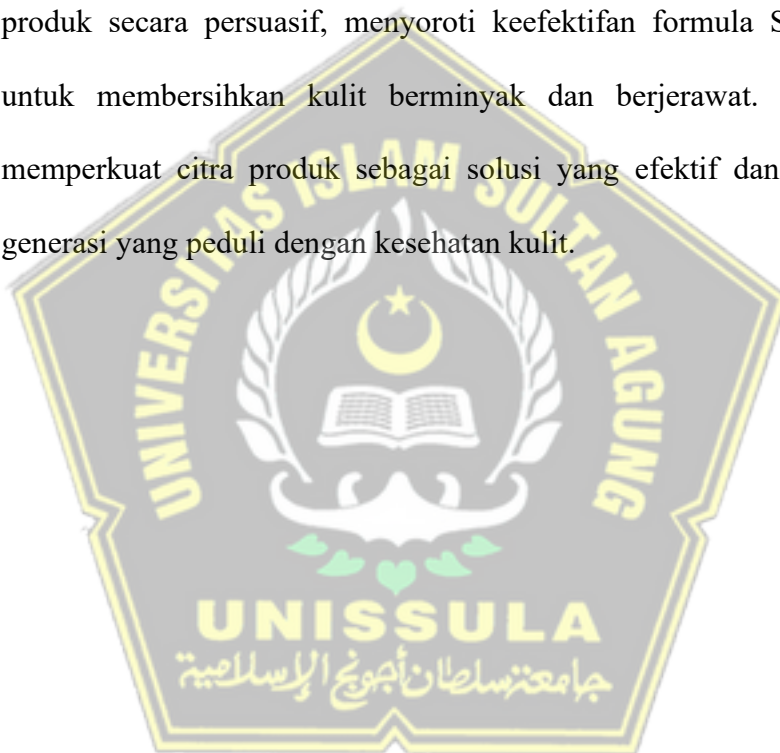 produk secara persuasif, menyoroti keefektifan formula S
untuk membersihkan kulit berminyak dan berjerawat.
memperkuat citra produk sebagai solusi yang efektif dan
generasi yang peduli dengan kesehatan kulit.
UNIVERSITAS ISLAM SULTAN AGUNG
UNISSULA
جامعة سلطان أجونج الإسلامية